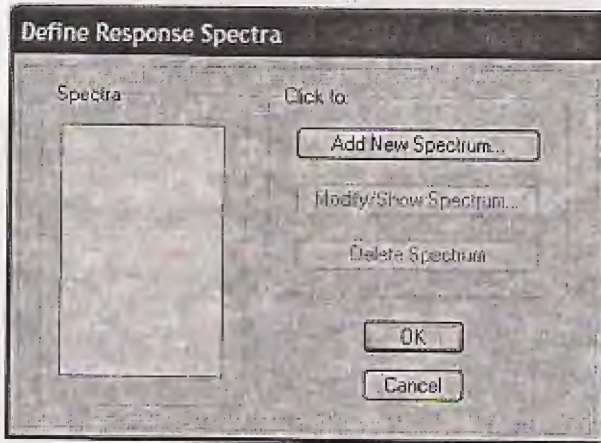 Define Response Spectra
Spectra
Click to:
Add New Spectrum...
Modify/Show Spectrum...
Delete Spectrum
OK
Cancel